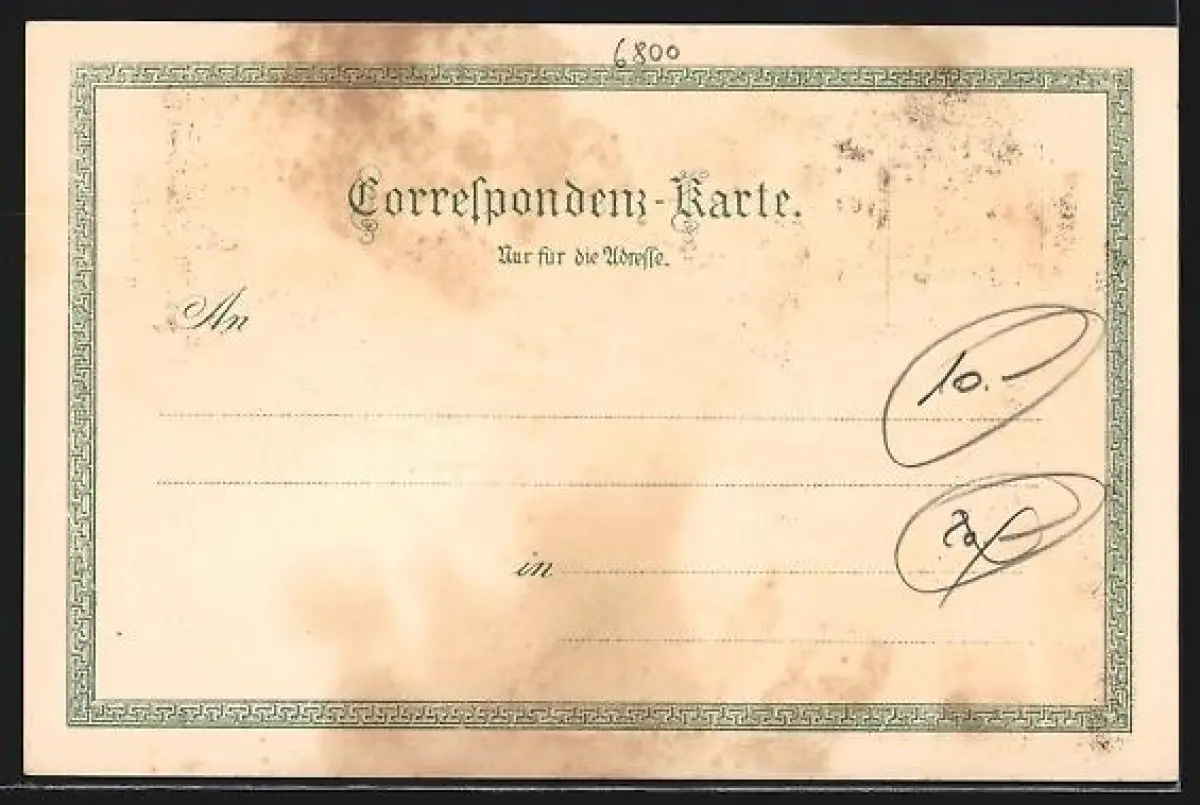 6800
Correspondenz-Karte.
Nur für die Adresse.
An
10.-
in